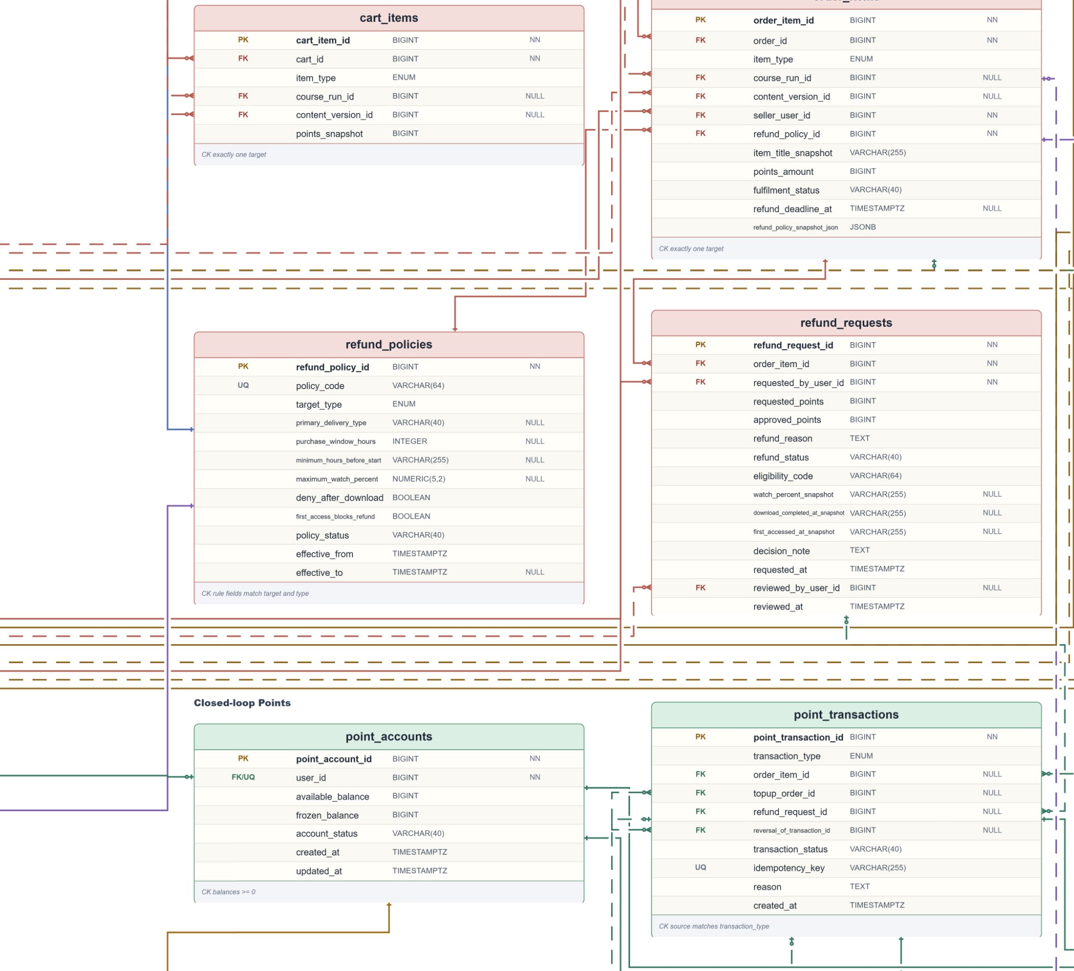 cart_items
PK cart_item_id BIGINT NN
FK cart_id BIGINT NN
item_type ENUM
FK course_run_id BIGINT NULL
FK content_version_id BIGINT NULL
points_snapshot BIGINT
CK exactly one target
PK order_item_id BIGINT NN
FK order_id BIGINT NN
item_type ENUM
FK course_run_id BIGINT NULL
FK content_version_id BIGINT NULL
FK seller_user_id BIGINT NN
FK refund_policy_id BIGINT NN
item_title_snapshot VARCHAR(255)
points_amount BIGINT
fulfilment_status VARCHAR(40)
refund_deadline_at TIMESTAMPTZ NULL
refund_policy_snapshot_json JSONB
CK exactly one target
refund_policies
PK refund_policy_id BIGINT NN
UQ policy_code VARCHAR(64)
target_type ENUM
primary_delivery_type VARCHAR(40) NULL
purchase_window_hours INTEGER NULL
minimum_hours_before_start VARCHAR(255) NULL
maximum_watch_percent NUMERIC(5,2) NULL
deny_after_download BOOLEAN
first_access_blocks_refund BOOLEAN
policy_status VARCHAR(40)
effective_from TIMESTAMPTZ
effective_to TIMESTAMPTZ NULL
CK rule fields match target and type
refund_requests
PK refund_request_id BIGINT NN
FK order_item_id BIGINT NN
FK requested_by_user_id BIGINT NN
requested_points BIGINT
approved_points BIGINT
refund_reason TEXT
refund_status VARCHAR(40)
eligibility_code VARCHAR(64)
watch_percent_snapshot VARCHAR(255) NULL
download_completed_at_snapshot VARCHAR(255) NULL
first_accessed_at_snapshot VARCHAR(255) NULL
decision_note TEXT
requested_at TIMESTAMPTZ
FK reviewed_by_user_id BIGINT NULL
reviewed_at TIMESTAMPTZ
Closed-loop Points
point_accounts
PK point_account_id BIGINT NN
FK/UQ user_id BIGINT NN
available_balance BIGINT
frozen_balance BIGINT
account_status VARCHAR(40)
created_at TIMESTAMPTZ
updated_at TIMESTAMPTZ
CK balances >= 0
point_transactions
PK point_transaction_id BIGINT NN
transaction_type ENUM
FK order_item_id BIGINT NULL
FK topup_order_id BIGINT NULL
FK refund_request_id BIGINT NULL
FK reversal_of_transaction_id BIGINT NULL
transaction_status VARCHAR(40)
UQ idempotency_key VARCHAR(255)
reason TEXT
created_at TIMESTAMPTZ
CK source matches transaction_type